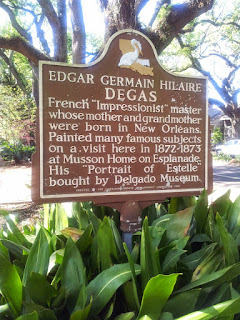 EDGAR GERMAIN HILAIRE
DEGAS
French "Impressionist" master
whose mother and grandmother
were born in New Orleans.
Painted many famous subjects
on a visit here in 1872-1873
at Musson Home on Esplanade.
His "Portrait of Estelle"
bought by Delgado Museum.